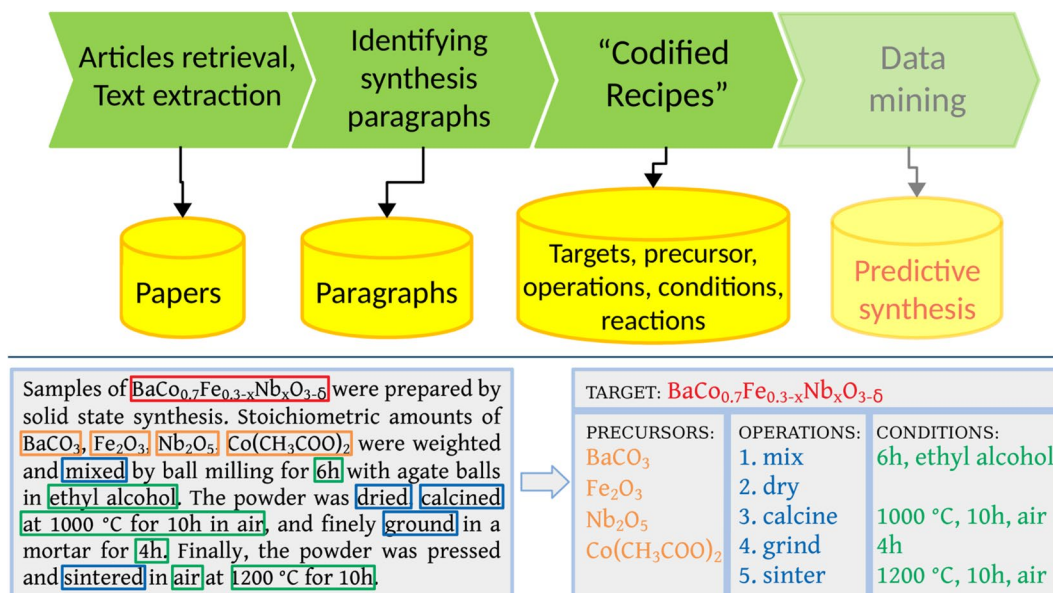 Articles retrieval,
Text extraction
Identifying
synthesis
paragraphs
“Codified
Recipes”
Data
mining
Papers
Paragraphs
Targets, precursor,
operations, conditions,
reactions
Predictive
synthesis
Samples of BaCo₀.₇Fe₀.₃₋ₓNbₓO₃₋δ were prepared by
solid state synthesis. Stoichiometric amounts of
BaCO₃, Fe₂O₃, Nb₂O₅, Co(CH₃COO)₂ were weighted
and mixed by ball milling for 6h with agate balls
in ethyl alcohol. The powder was dried, calcined
at 1000 °C for 10h in air, and finely ground in a
mortar for 4h. Finally, the powder was pressed
and sintered in air at 1200 °C for 10h.
TARGET: BaCo₀.₇Fe₀.₃₋ₓNbₓO₃₋δ
PRECURSORS:
BaCO₃
Fe₂O₃
Nb₂O₅
Co(CH₃COO)₂
OPERATIONS:
1. mix
2. dry
3. calcine
4. grind
5. sinter
CONDITIONS:
6h, ethyl alcohol
1000 °C, 10h, air
4h
1200 °C, 10h, air